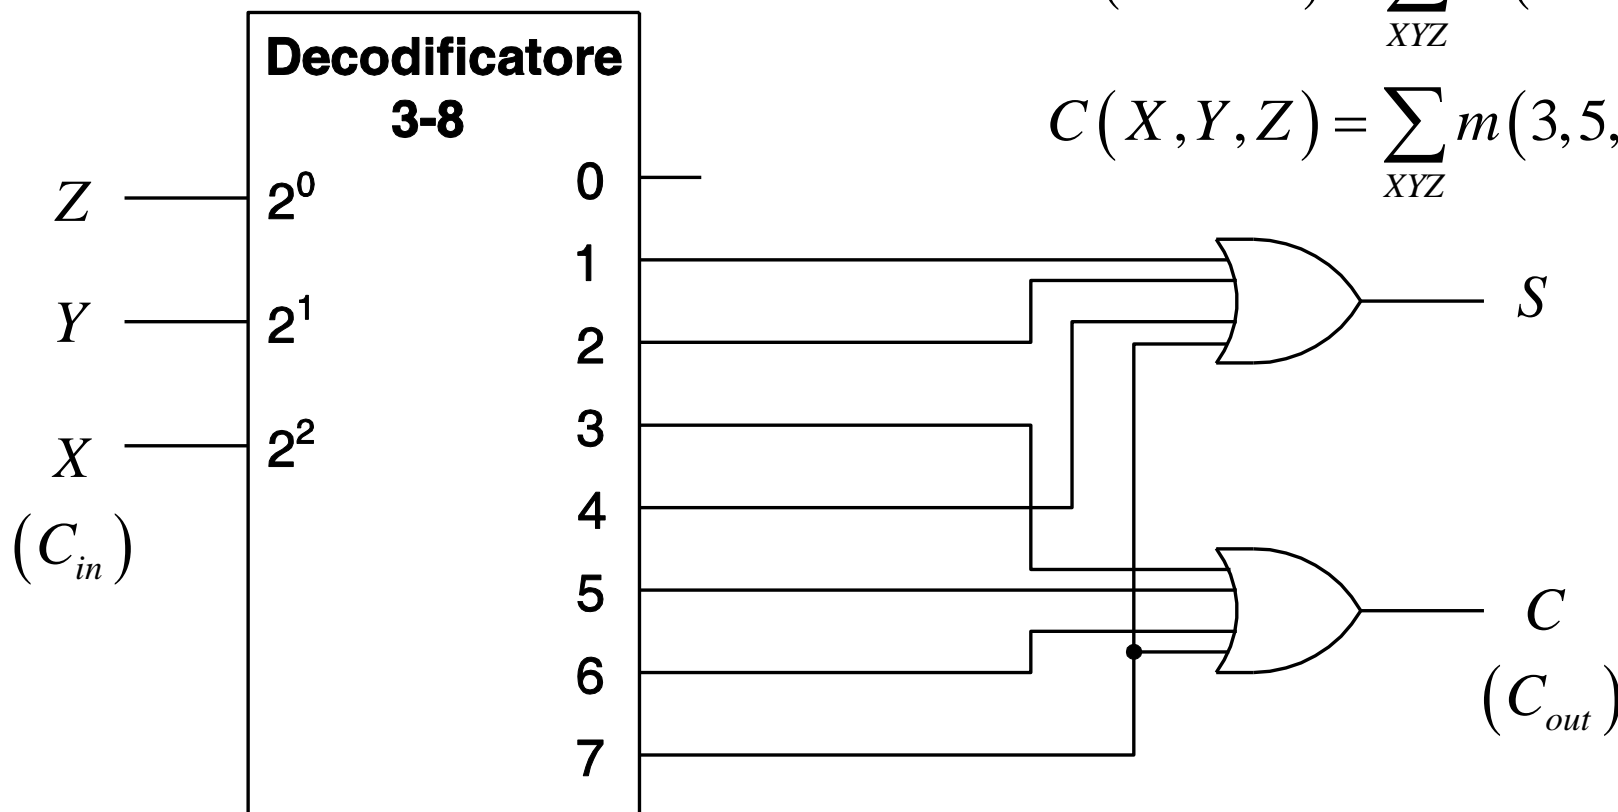 XYZ
Decodificatore
3-8
C(X,Y,Z)=∑m(3,5,
XYZ
Z 2⁰ 0
1
S
Y 2¹ 2
3
X 2² 4
(C_in)
5
C
6
(C_out)
7